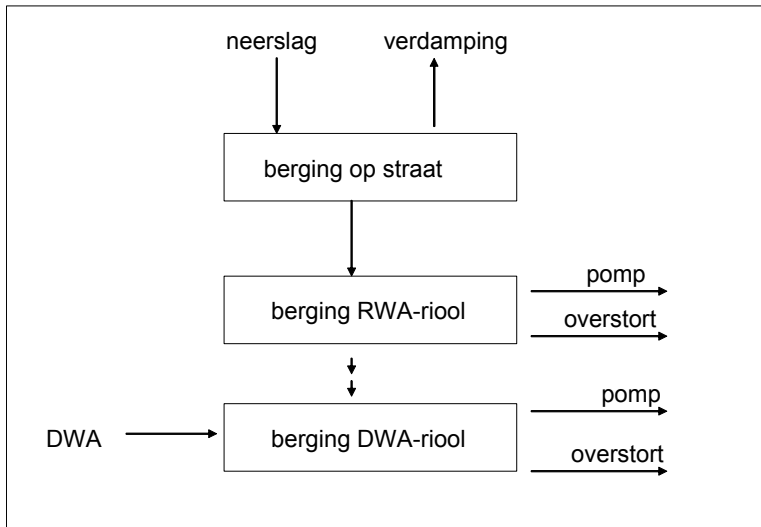 neerslag
verdamping
berging op straat
berging RWA-riool
pomp
overstort
DWA
berging DWA-riool
pomp
overstort